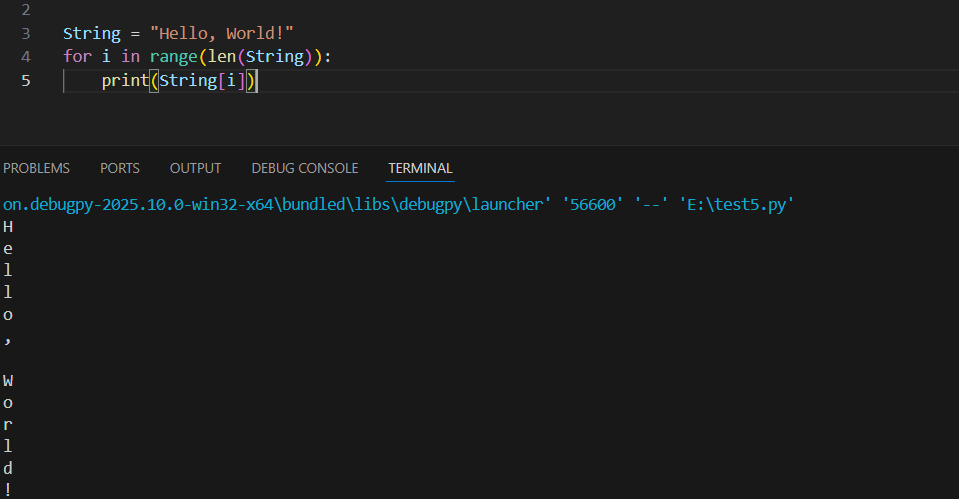 2
3 String = "Hello, World!"
4 for i in range(len(String)):
5 print(String[i])
PROBLEMS PORTS OUTPUT DEBUG CONSOLE TERMINAL
on.debugpy-2025.10.0-win32-x64\bundled\libs\debugpy\launcher' '56600' '--' 'E:\test5.py'
H
e
l
l
o
,
W
o
r
l
d
!